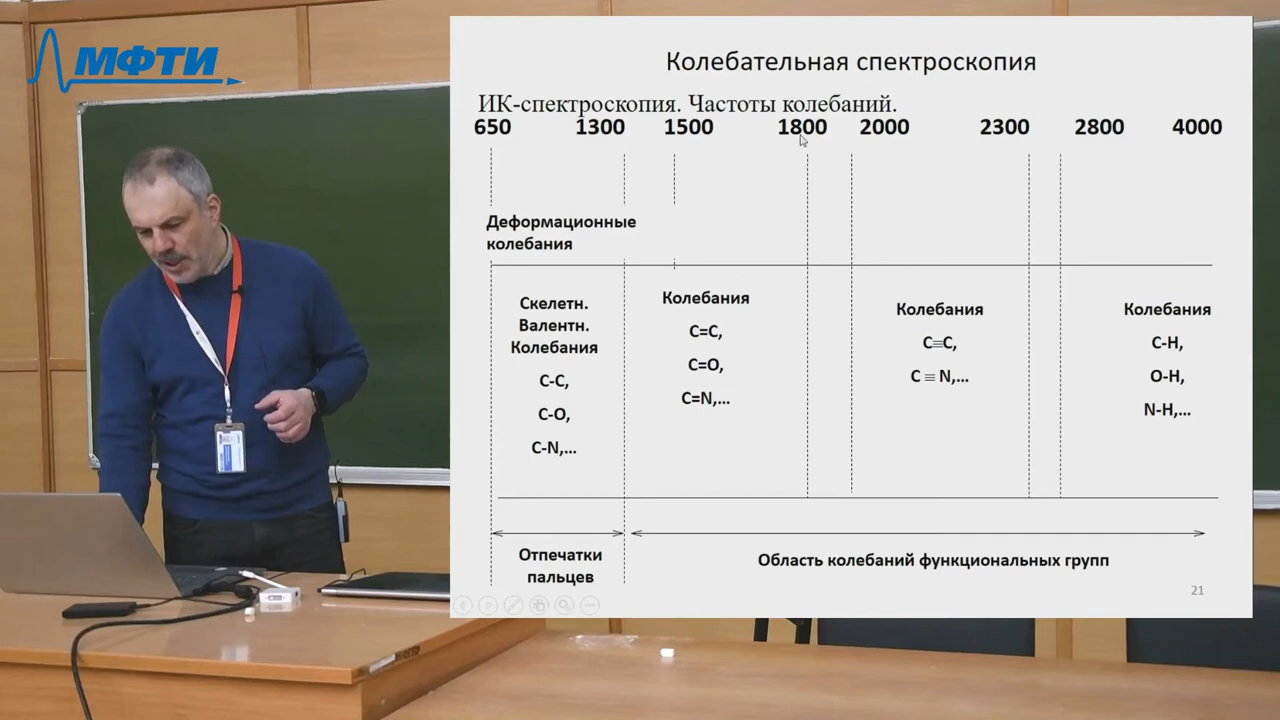 МФТИ
Колебательная спектроскопия
ИК-спектроскопия. Частоты колебаний.
650 1300 1500 1800 2000 2300 2800 4000
Деформационные
колебания
Скелетн.
Валентн.
Колебания
C-C,
C-O,
C-N,...
Колебания
C=C,
C=O,
C=N,...
Колебания
C≡C,
C ≡ N,...
Колебания
C-H,
O-H,
N-H,...
Отпечатки
пальцев
Область колебаний функциональных групп
21